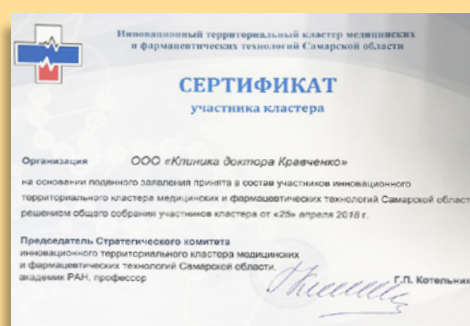 Инновационный территориальный кластер медицинских
и фармацевтических технологий Самарской области
СЕРТИФИКАТ
участника кластера
Организация ООО «Клиника доктора Кравченко»
на основании поданного заявления принята в состав участников инновационного
территориального кластера медицинских и фармацевтических технологий Самарской област
решением общего собрания участников кластера от «25» апреля 2018 г.
Председатель Стратегического комитета
инновационного территориального кластера медицинских
и фармацевтических технологий Самарской области,
академик РАН, профессор
Г.П. Котельник